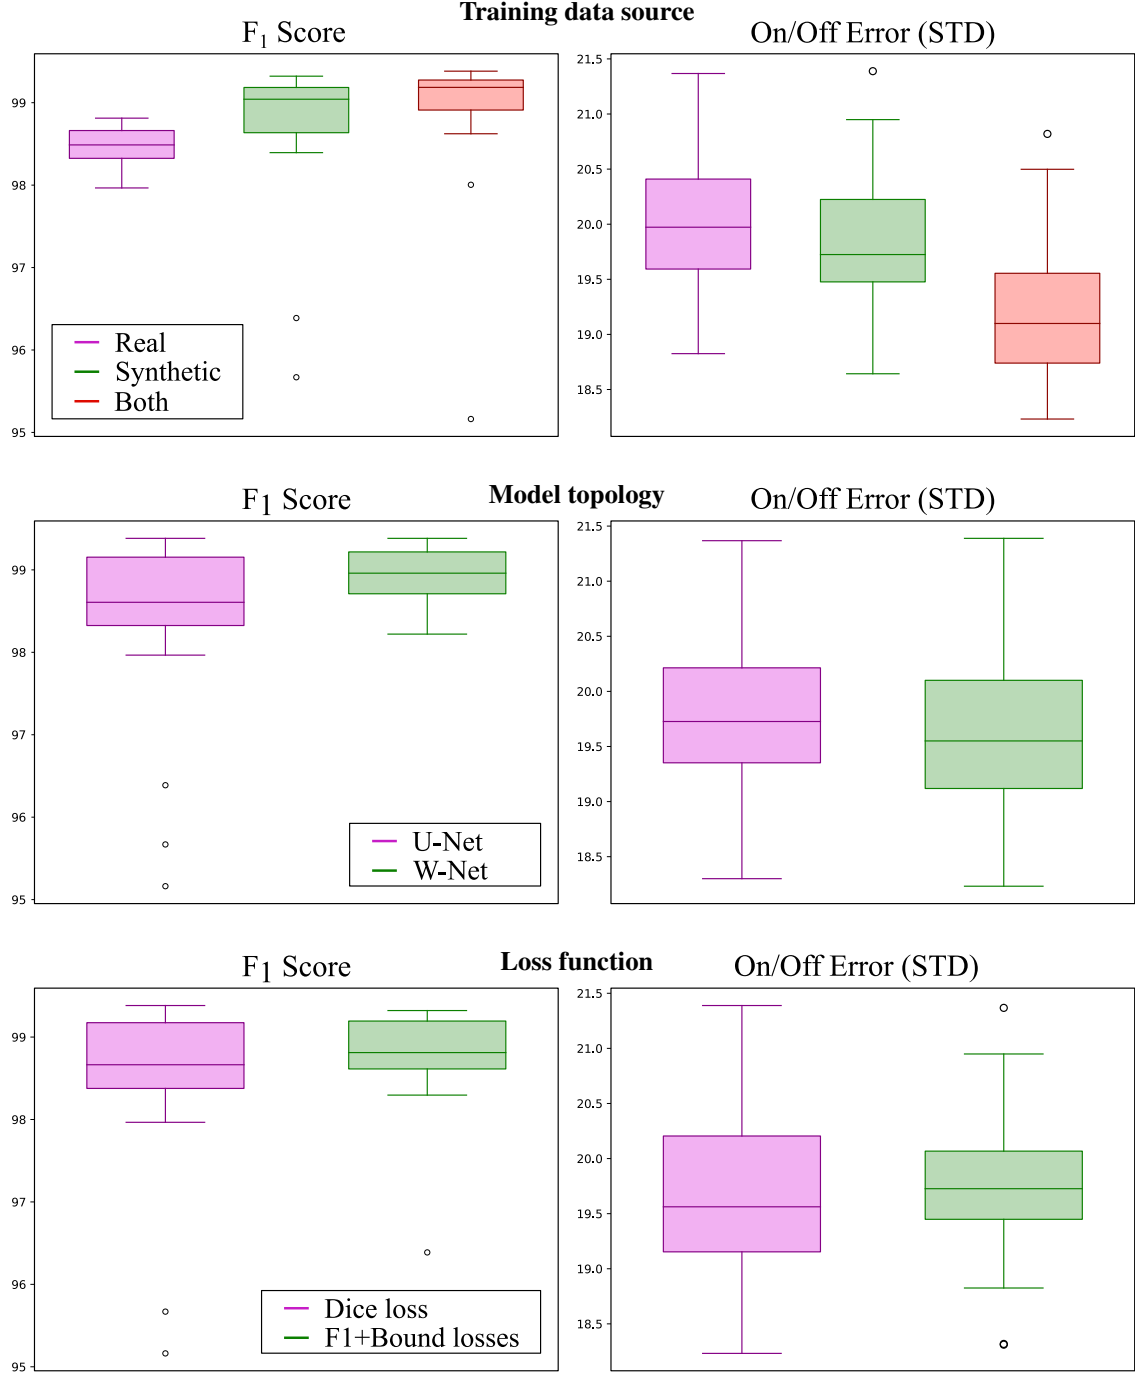 Training data source
F1 Score
On/Off Error (STD)
99
98
97
96
95
Real
Synthetic
Both
21.5
21.0
20.5
20.0
19.5
19.0
18.5
Model topology
F1 Score
On/Off Error (STD)
99
98
97
96
95
U-Net
W-Net
21.5
21.0
20.5
20.0
19.5
19.0
18.5
Loss function
F1 Score
On/Off Error (STD)
99
98
97
96
95
Dice loss
F1+Bound losses
21.5
21.0
20.5
20.0
19.5
19.0
18.5